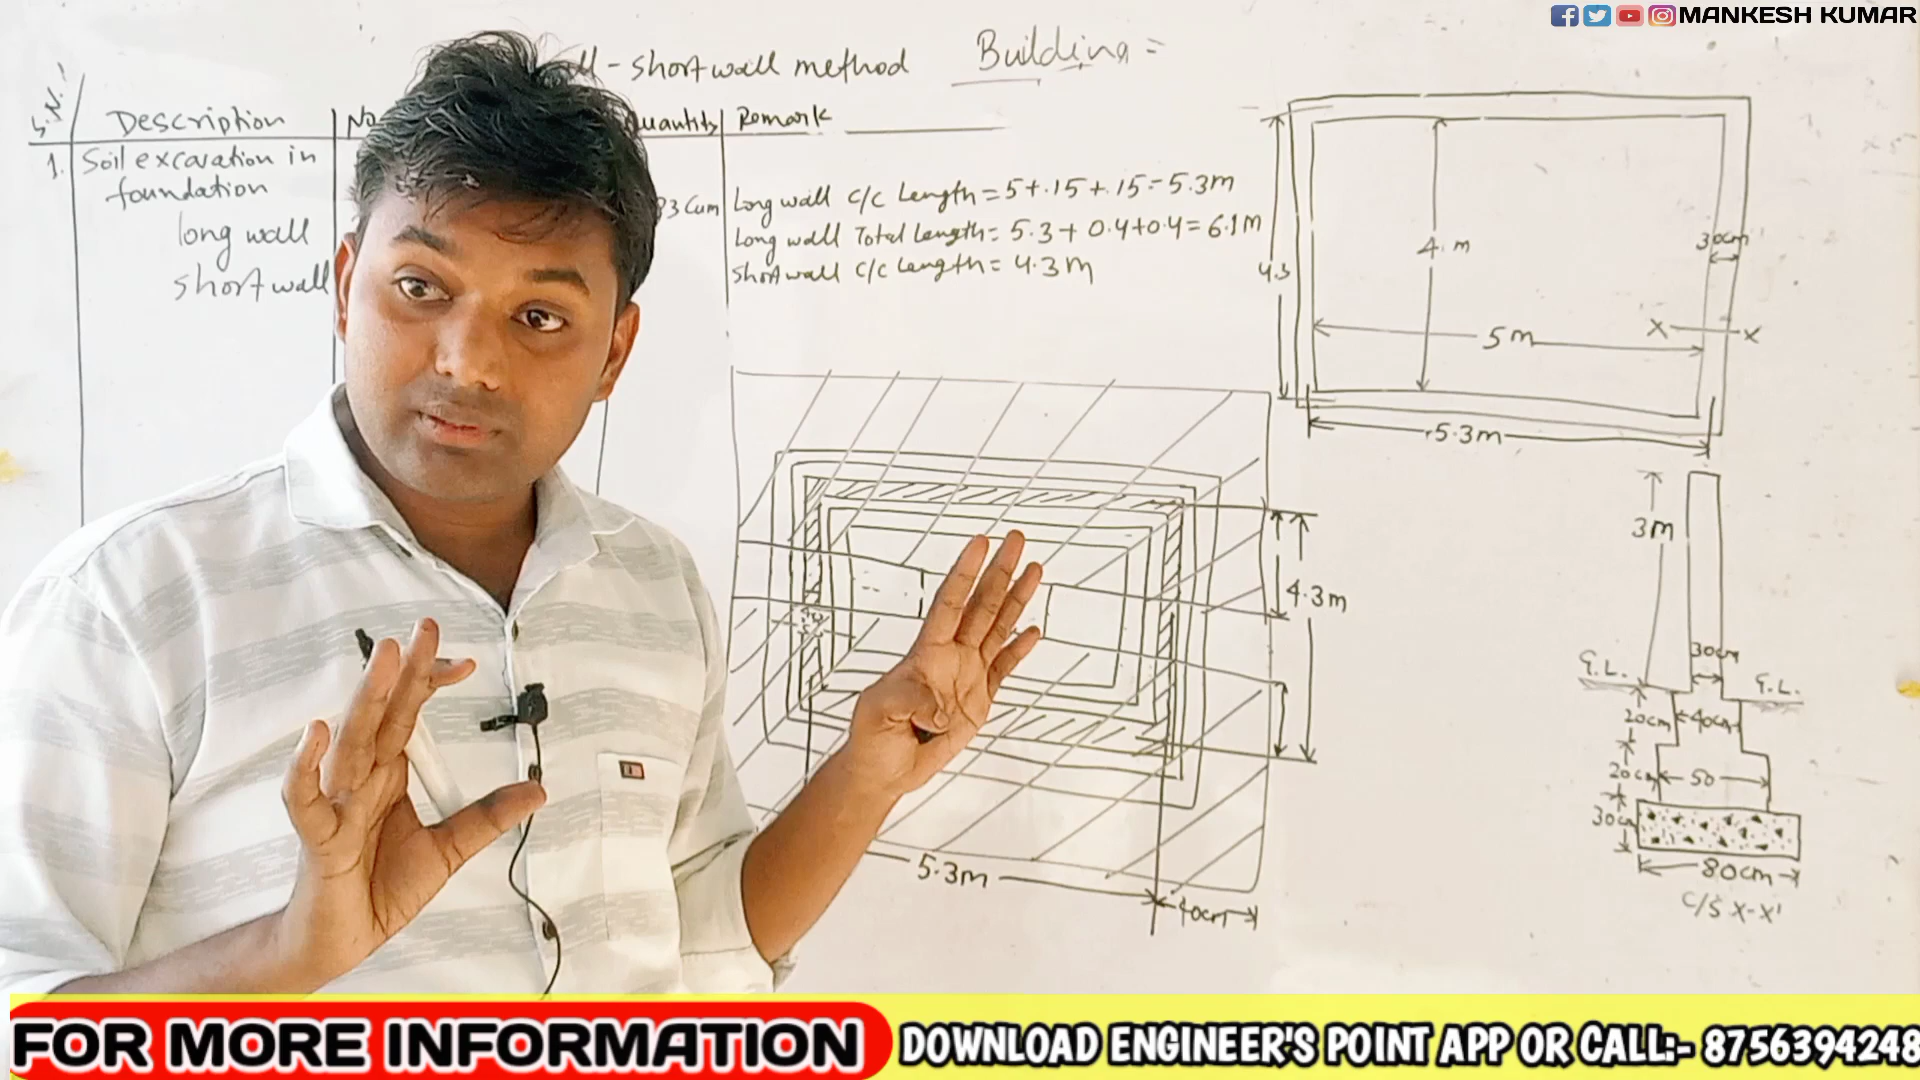 MANKESH KUMAR
- short wall method Building =
S.N. Description No Quantity Remark
1. Soil excavation in
foundation
long wall
short wall
83 Cum
Long wall c/c Length = 5+.15+.15=5.3m
Long wall Total Length= 5.3+0.4+0.4=6.1m
Short wall c/c Length = 4.3m
4.3
4. m
30cm
5m
X X
5.3m
4.3m
5.3m
40cm
3m
30cm
G.L. G.L.
20cm 40cm
20cm 50
30cm
80cm
C/S X-X'
FOR MORE INFORMATION DOWNLOAD ENGINEER'S POINT APP OR CALL:- 8756394248